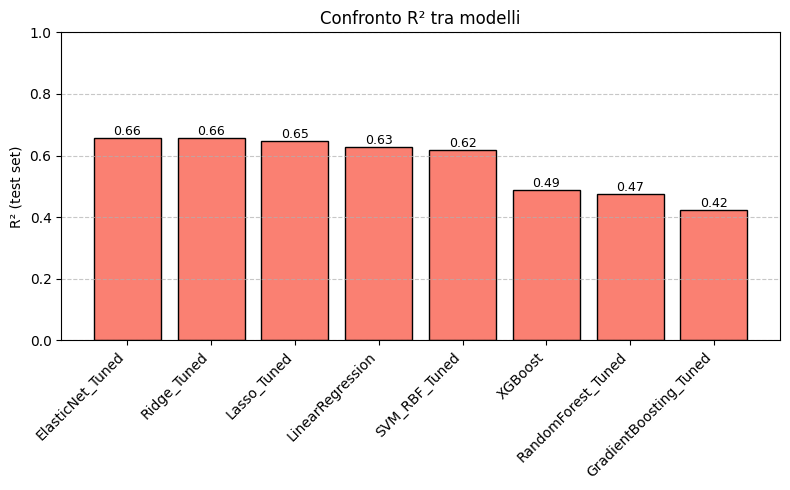 Confronto R² tra modelli
R² (test set)
1.0
0.8
0.6
0.4
0.2
0.0
0.66
0.66
0.65
0.63
0.62
0.49
0.47
0.42
ElasticNet_Tuned
Ridge_Tuned
Lasso_Tuned
LinearRegression
SVM_RBF_Tuned
XGBoost
RandomForest_Tuned
GradientBoosting_Tuned